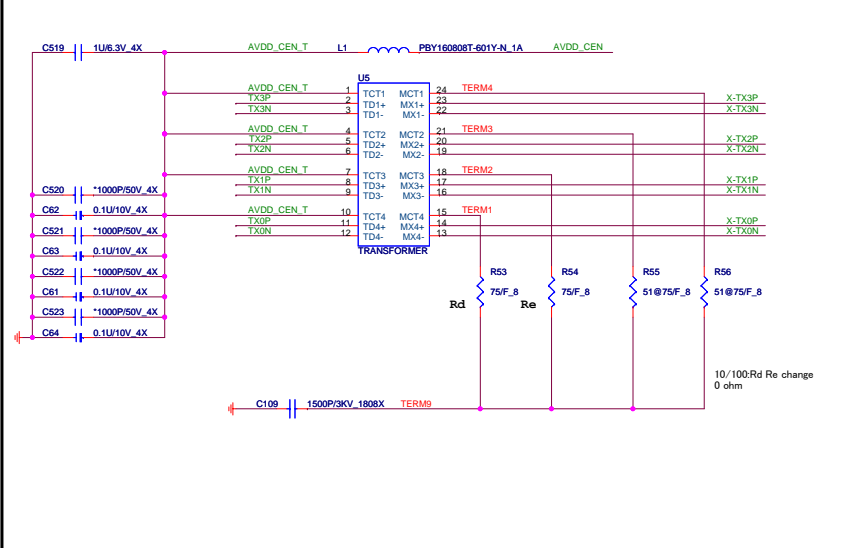 C519 1U/6.3V_4X AVDD_CEN_T L1 PBY160808T-601Y-N_1A AVDD_CEN
U5
AVDD_CEN_T 1 TCT1 MCT1 24 TERM4
TX3P 2 TD1+ MX1+ 23 X-TX3P
TX3N 3 TD1- MX1- 22 X-TX3N
AVDD_CEN_T 4 TCT2 MCT2 21 TERM3
TX2P 5 TD2+ MX2+ 20 X-TX2P
TX2N 6 TD2- MX2- 19 X-TX2N
AVDD_CEN_T 7 TCT3 MCT3 18 TERM2
TX1P 8 TD3+ MX3+ 17 X-TX1P
C520 *1000P/50V_4X TX1N 9 TD3- MX3- 16 X-TX1N
C62 0.1U/10V_4X AVDD_CEN_T 10 TCT4 MCT4 15 TERM1
TX0P 11 TD4+ MX4+ 14 X-TX0P
C521 *1000P/50V_4X TX0N 12 TD4- MX4- 13 X-TX0N
C63 0.1U/10V_4X TRANSFORMER
C522 *1000P/50V_4X R53 R54 R55 R56
C61 0.1U/10V_4X 75/F_8 75/F_8 51@75/F_8 51@75/F_8
Rd Re
C523 *1000P/50V_4X
C64 0.1U/10V_4X
10/100:Rd Re change
0 ohm
C109 1500P/3KV_1808X TERM9